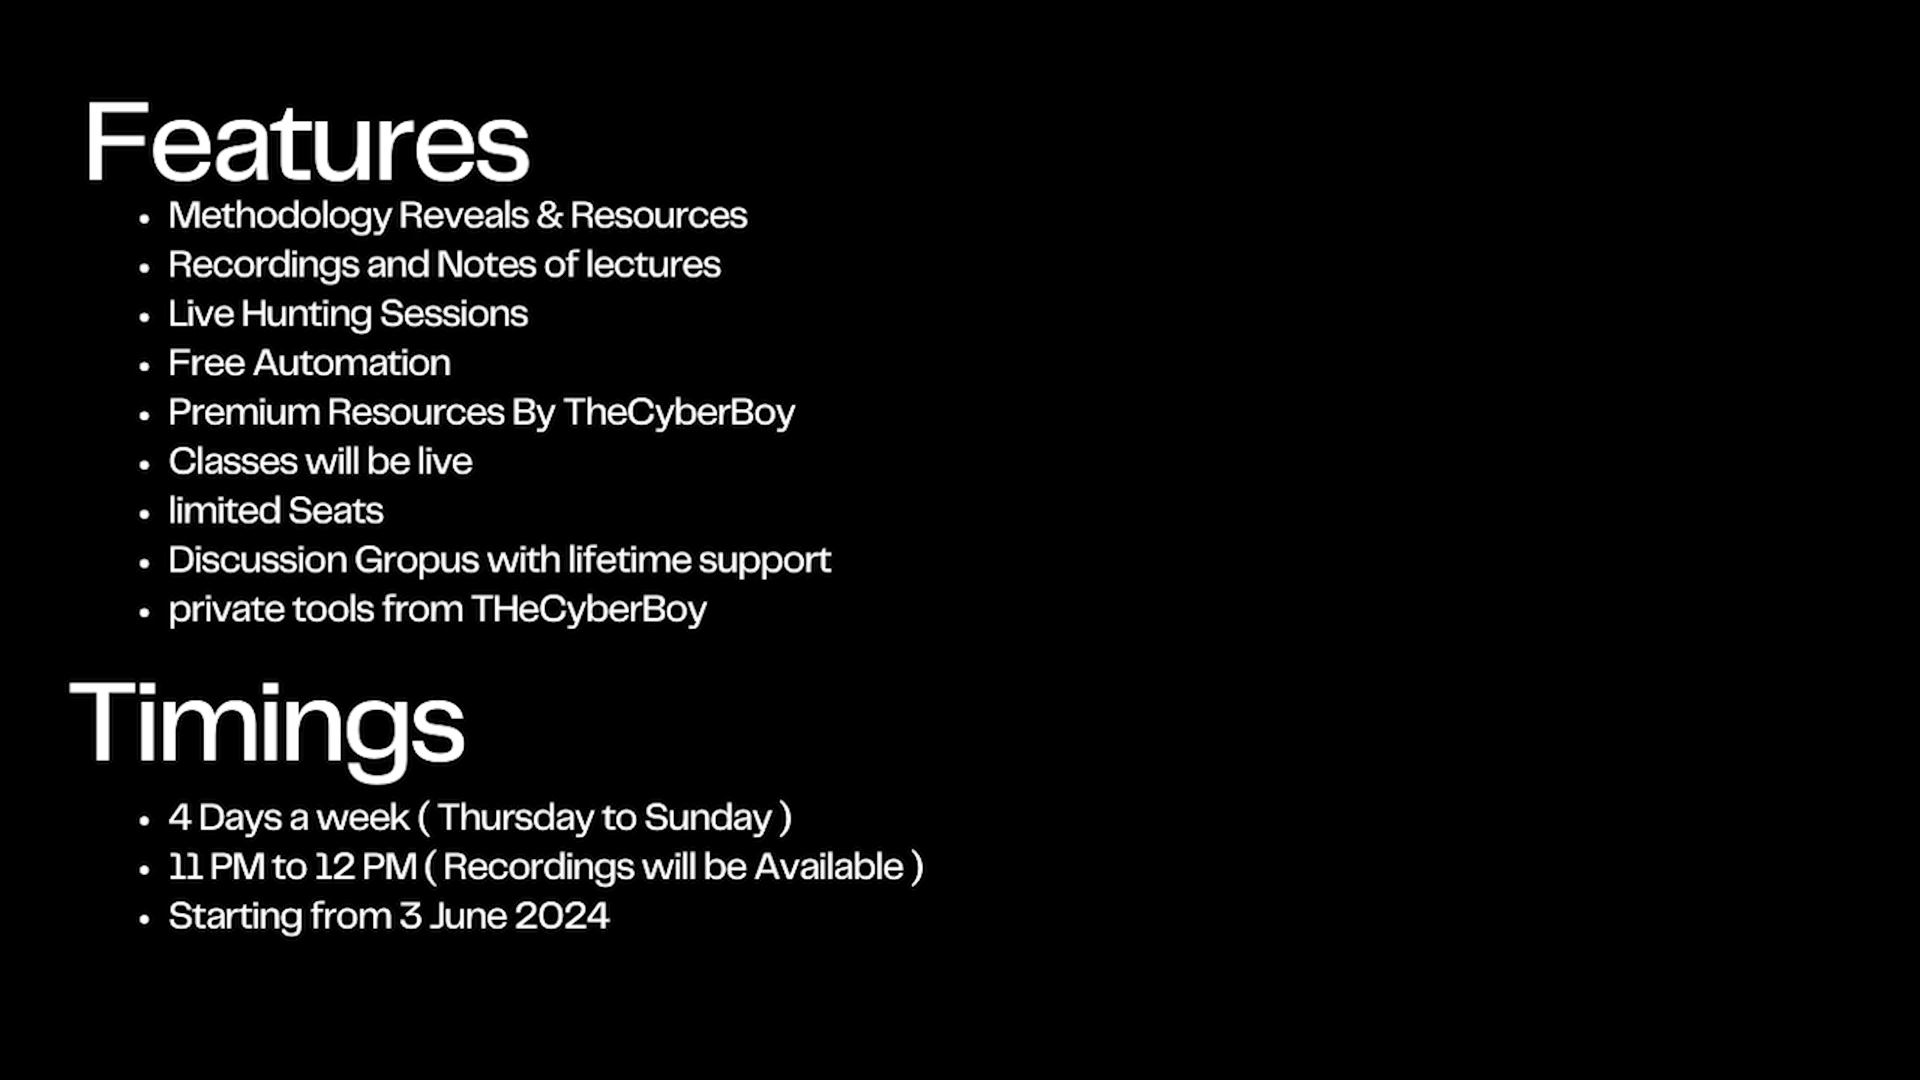 Features
• Methodology Reveals & Resources
• Recordings and Notes of lectures
• Live Hunting Sessions
• Free Automation
• Premium Resources By TheCyberBoy
• Classes will be live
• limited Seats
• Discussion Gropus with lifetime support
• private tools from THeCyberBoy
Timings
• 4 Days a week ( Thursday to Sunday )
• 11 PM to 12 PM ( Recordings will be Available )
• Starting from 3 June 2024